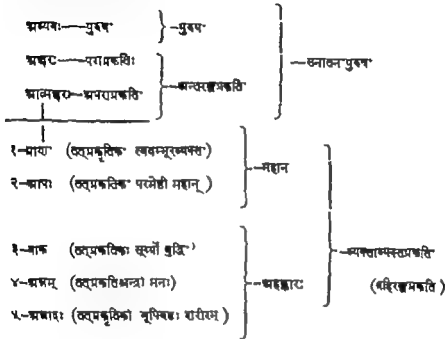 अव्ययः—पुरुषः —पुरुषः
अक्षरः—पराप्रकृतिः —सनातनपुरुषः
आत्मक्षरः—अपराप्रकृतिः —अन्तरङ्गप्रकृतिः
१-प्राणः (तत्प्रकृतिकः स्वयम्भूरव्यक्तः)
२-आपः (तत्प्रकृतिकः परमेष्ठी महान्) —महान
३-वाक (तत्प्रकृतिकः सूर्य्यो बुद्धिः) —व्यक्ताव्यक्तप्रकृतिः
४-अन्नम् (तत्प्रकृतिकश्चन्द्रो मनः) —अहङ्कारः (बहिरङ्गप्रकृतिः)
५-अन्नादः (तत्प्रकृतिको भूपिण्डः शरीरम्)